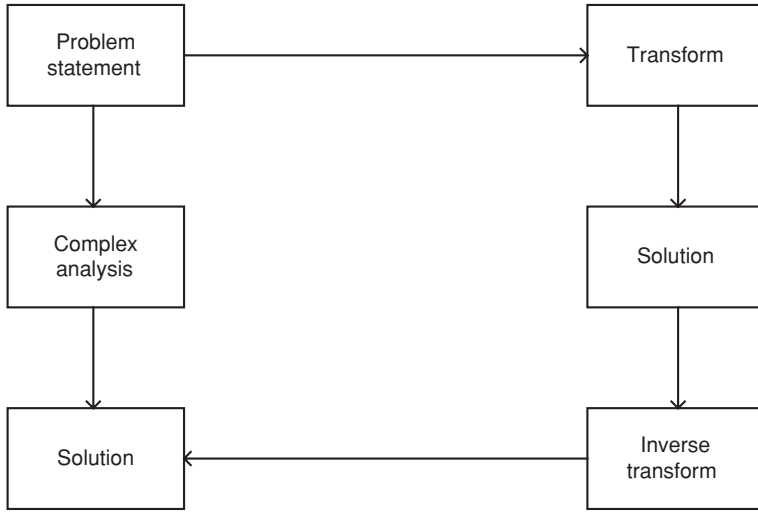 Problem
statement
Transform
Complex
analysis
Solution
Solution
Inverse
transform